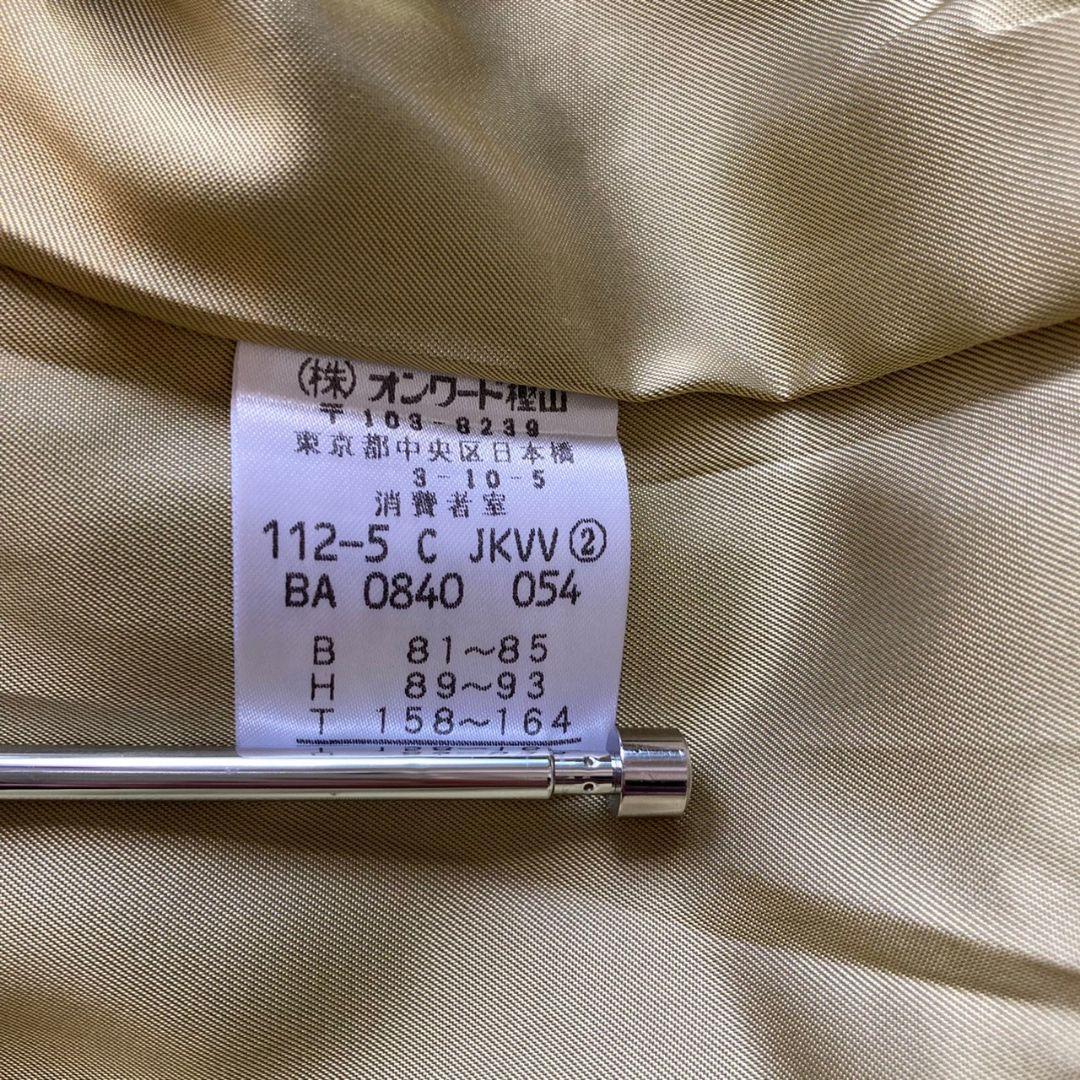 (株)オンワード樫山
〒103-8239
東京都中央区日本橋
3-10-5
消費者室
112-5 C JKVV②
BA 0840 054
B 81~85
H 89~93
T 158~164